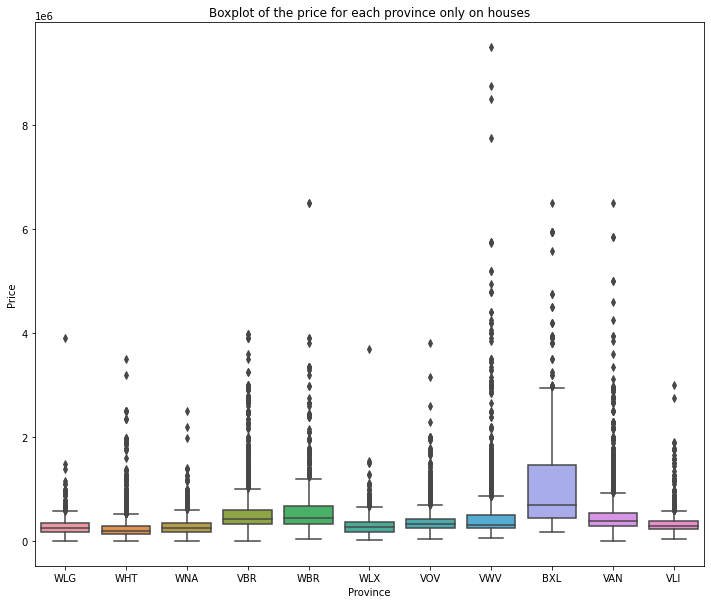 Boxplot of the price for each province only on houses
1e6
8
6
4
2
0
Price
WLG WHT WNA VBR WBR WLX VOV VWV BXL VAN VLI
Province